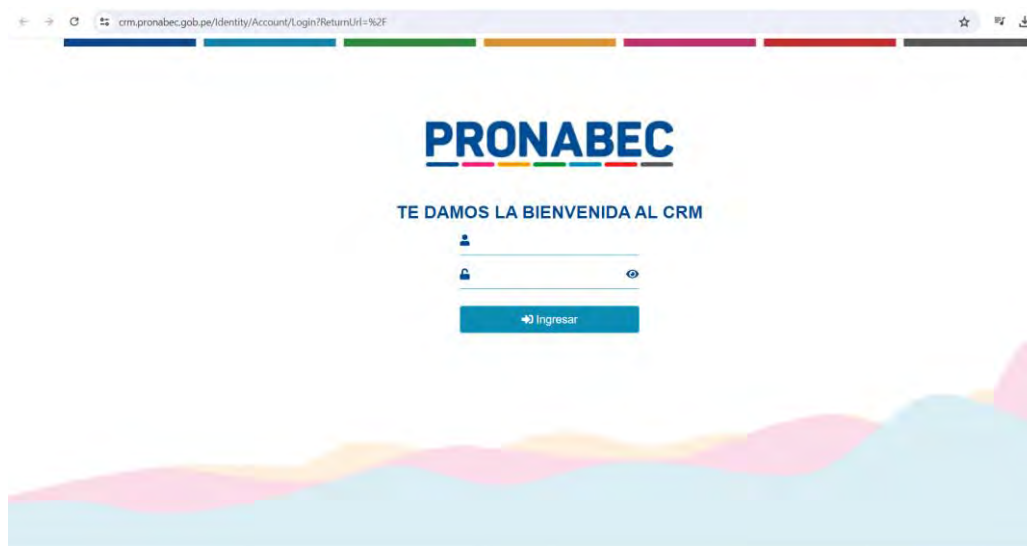 crm.pronabec.gob.pe/Identity/Account/Login?ReturnUrl=%2F
PRONABEC
TE DAMOS LA BIENVENIDA AL CRM
Ingresar